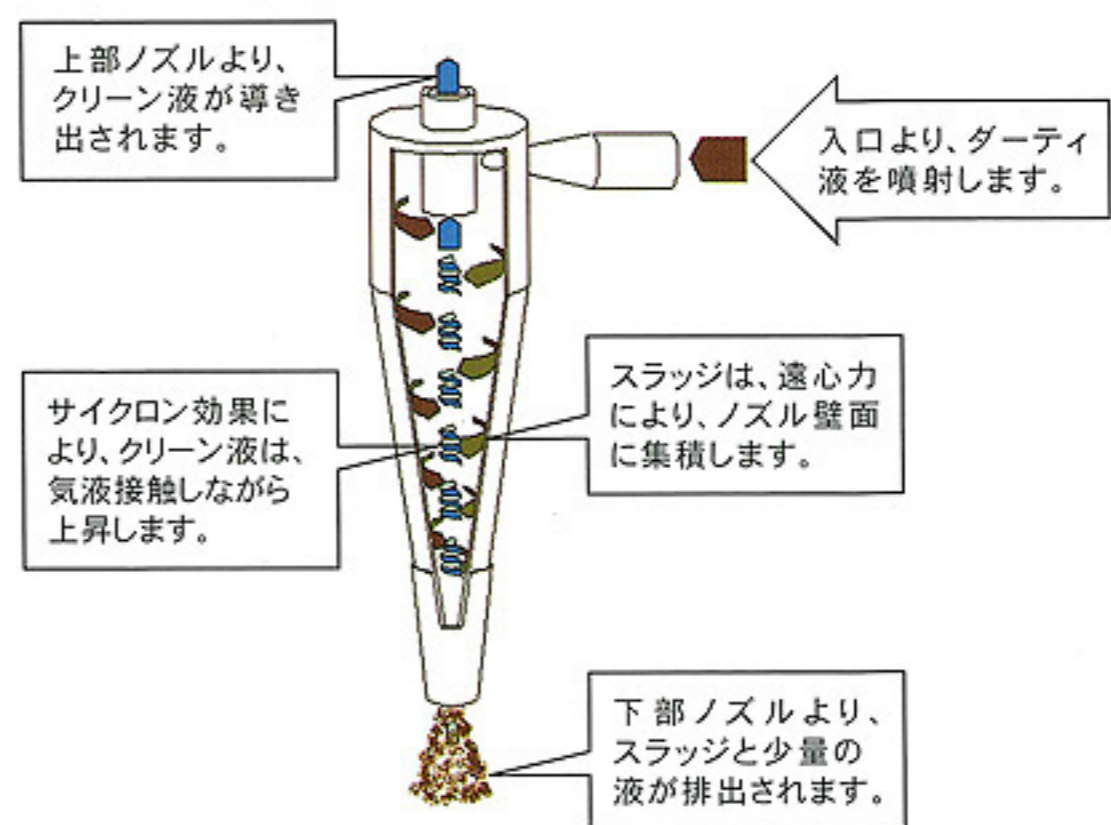 上部ノズルより、
クリーン液が導き
出されます。
入口より、ダーティ
液を噴射します。
サイクロン効果に
より、クリーン液は、
気液接触しながら
上昇します。
スラッジは、遠心力
により、ノズル壁面
に集積します。
下部ノズルより、
スラッジと少量の
液が排出されます。